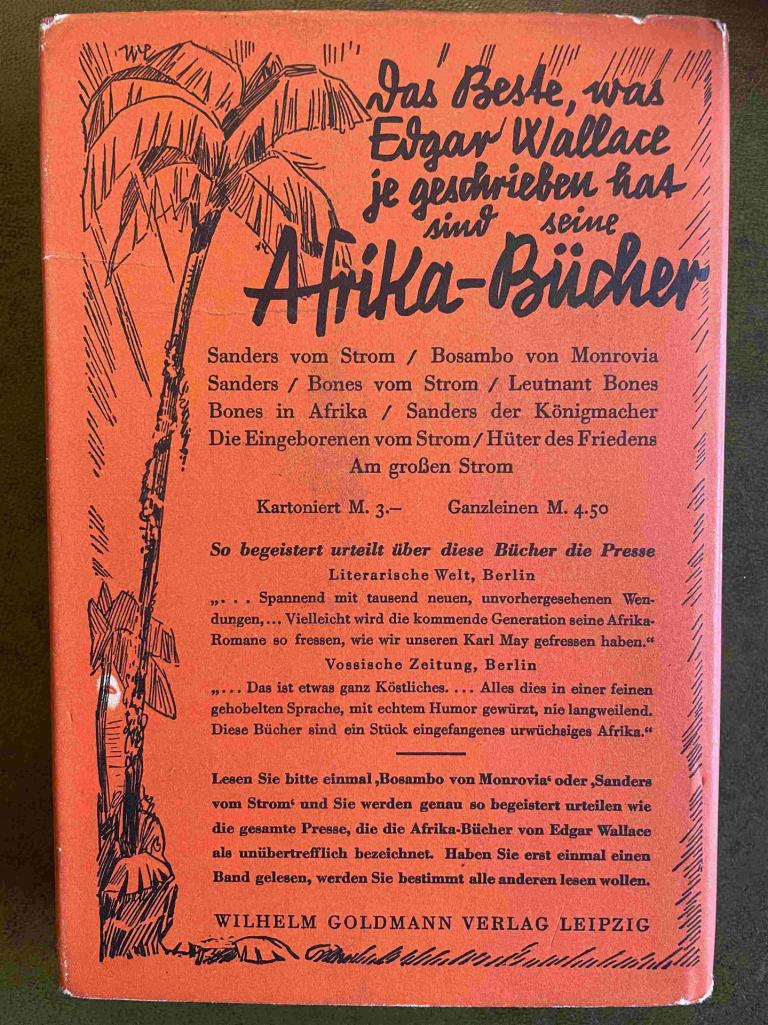 We
Das Beste, was
Edgar Wallace
je geschrieben hat
sind seine
Afrika-Bücher
Sanders vom Strom / Bosambo von Monrovia
Sanders / Bones vom Strom / Leutnant Bones
Bones in Afrika / Sanders der Königmacher
Die Eingeborenen vom Strom / Hüter des Friedens
Am großen Strom
Kartoniert M. 3.— Ganzleinen M. 4.50
So begeistert urteilt über diese Bücher die Presse
Literarische Welt, Berlin
„. . . Spannend mit tausend neuen, unvorhergesehenen Wen-
dungen,... Vielleicht wird die kommende Generation seine Afrika-
Romane so fressen, wie wir unseren Karl May gefressen haben.“
Vossische Zeitung, Berlin
„... Das ist etwas ganz Köstliches. ... Alles dies in einer feinen
gehobelten Sprache, mit echtem Humor gewürzt, nie langweilend.
Diese Bücher sind ein Stück eingefangenes urwüchsiges Afrika.“
Lesen Sie bitte einmal ‚Bosambo von Monrovia‘ oder ‚Sanders
vom Strom‘ und Sie werden genau so begeistert urteilen wie
die gesamte Presse, die die Afrika-Bücher von Edgar Wallace
als unübertrefflich bezeichnet. Haben Sie erst einmal einen
Band gelesen, werden Sie bestimmt alle anderen lesen wollen.
WILHELM GOLDMANN VERLAG LEIPZIG